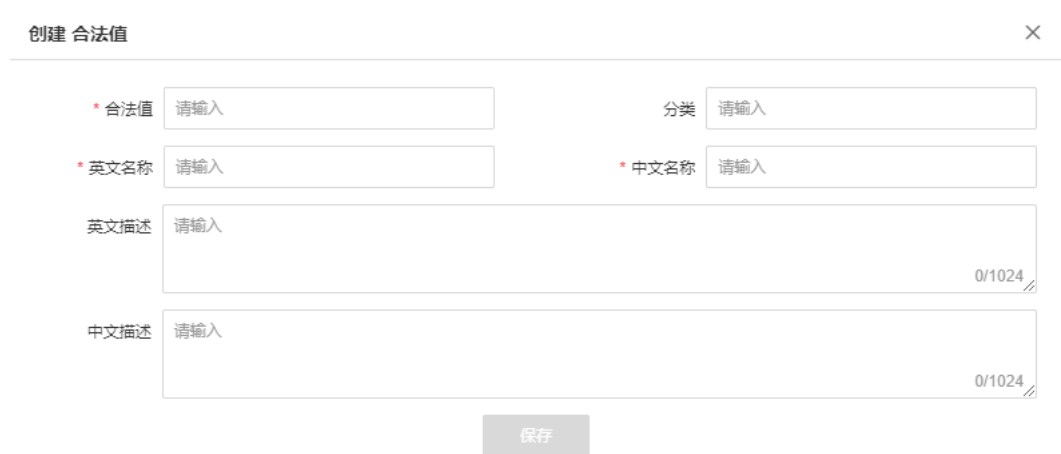 创建 合法值
* 合法值 请输入 分类 请输入
* 英文名称 请输入 * 中文名称 请输入
英文描述 请输入
0/1024
中文描述 请输入
0/1024
保存